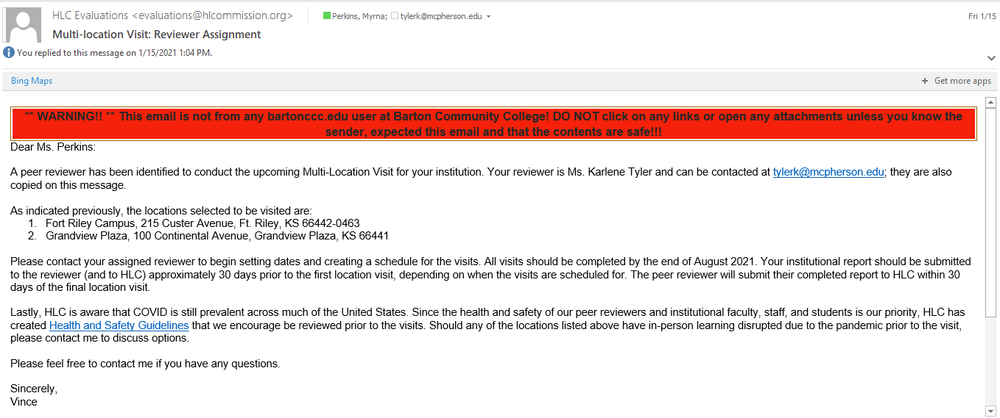 HLC Evaluations <evaluations@hlcommission.org>
Perkins, Myrna; tylerk@mcpherson.edu
Fri 1/15
Multi-location Visit: Reviewer Assignment
You replied to this message on 1/15/2021 1:04 PM.
Bing Maps
+ Get more apps
** WARNING!! ** This email is not from any bartonccc.edu user at Barton Community College! DO NOT click on any links or open any attachments unless you know the
sender, expected this email and that the contents are safe!!!
Dear Ms. Perkins:
A peer reviewer has been identified to conduct the upcoming Multi-Location Visit for your institution. Your reviewer is Ms. Karlene Tyler and can be contacted at tylerk@mcpherson.edu; they are also
copied on this message.
As indicated previously, the locations selected to be visited are:
1. Fort Riley Campus, 215 Custer Avenue, Ft. Riley, KS 66442-0463
2. Grandview Plaza, 100 Continental Avenue, Grandview Plaza, KS 66441
Please contact your assigned reviewer to begin setting dates and creating a schedule for the visits. All visits should be completed by the end of August 2021. Your institutional report should be submitted
to the reviewer (and to HLC) approximately 30 days prior to the first location visit, depending on when the visits are scheduled for. The peer reviewer will submit their completed report to HLC within 30
days of the final location visit.
Lastly, HLC is aware that COVID is still prevalent across much of the United States. Since the health and safety of our peer reviewers and institutional faculty, staff, and students is our priority, HLC has
created Health and Safety Guidelines that we encourage be reviewed prior to the visits. Should any of the locations listed above have in-person learning disrupted due to the pandemic prior to the visit,
please contact me to discuss options.
Please feel free to contact me if you have any questions.
Sincerely,
Vince